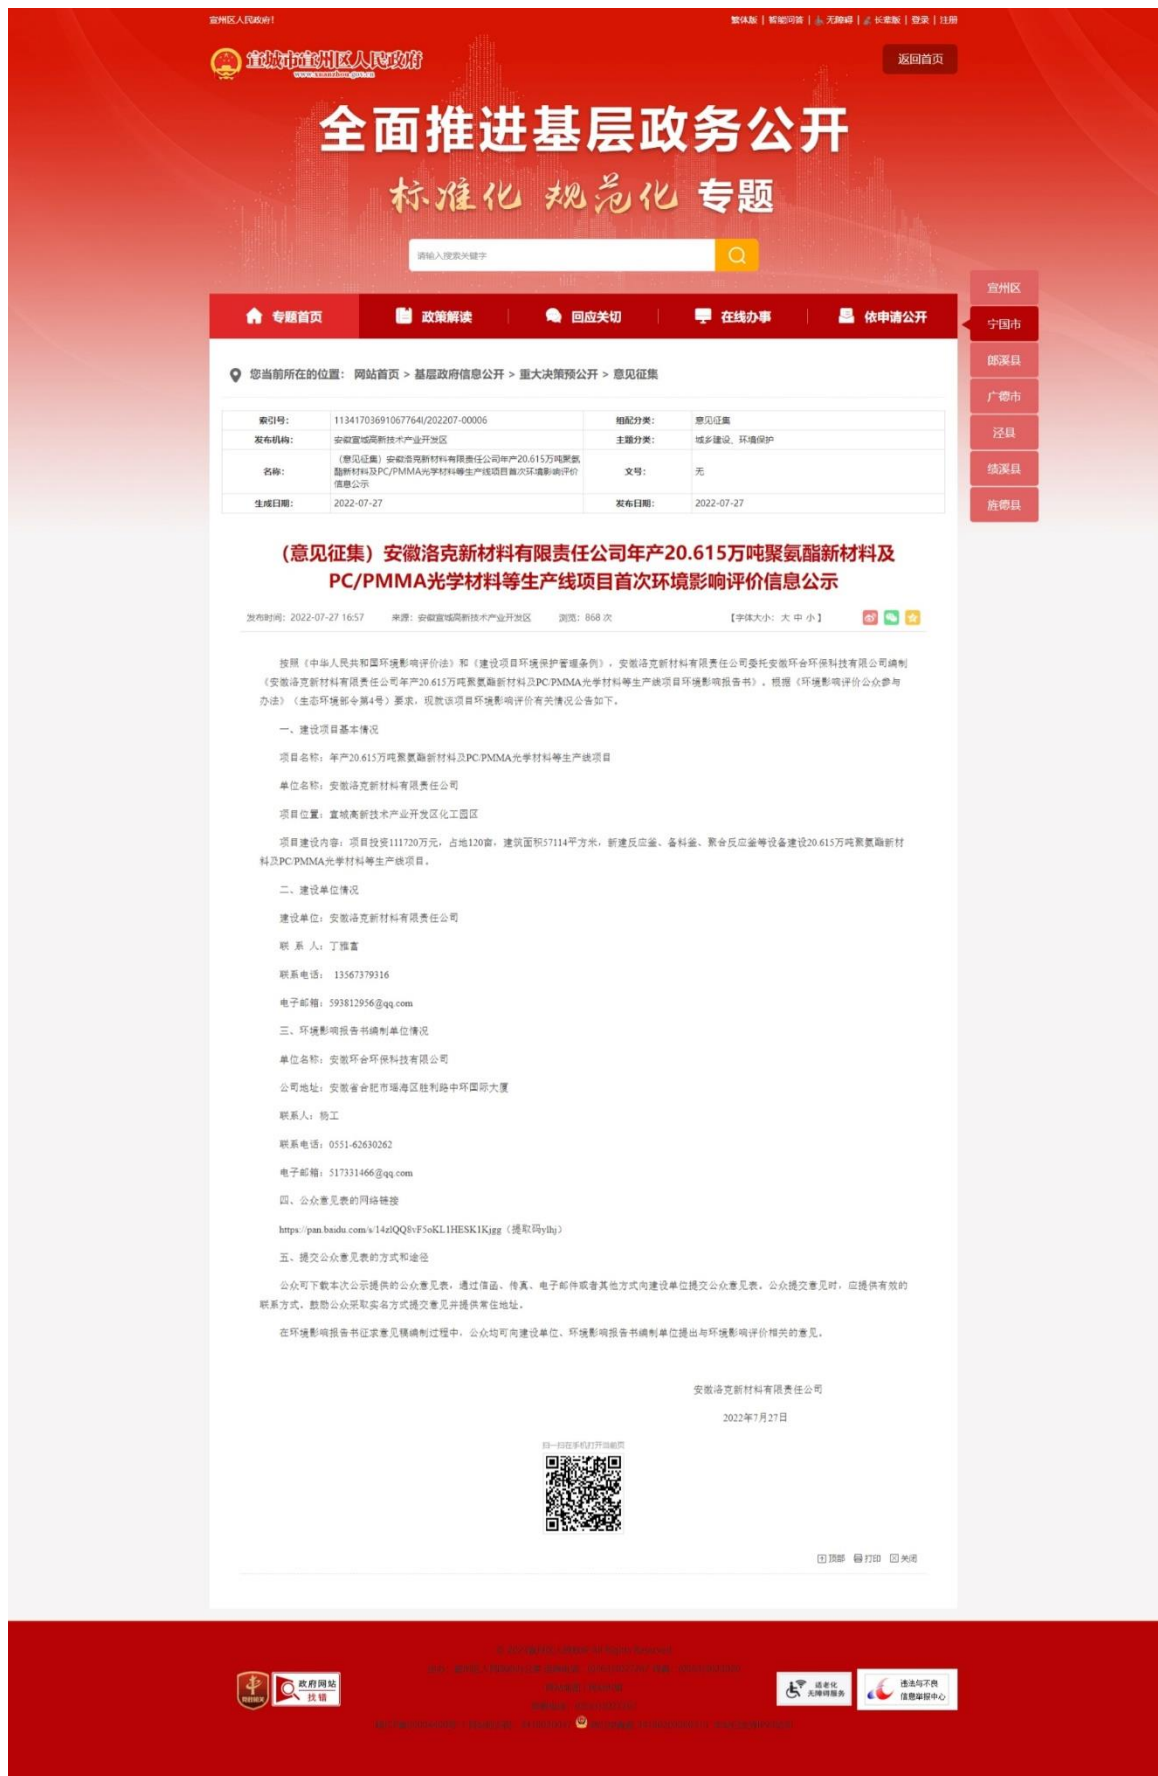 宣州区人民政府!
繁体版 | 智能问答 | 无障碍 | 长辈版 | 登录 | 注册
宣城市宣州区人民政府
www.xuanzhou.gov.cn
返回首页
全面推进基层政务公开
标准化 规范化 专题
请输入搜索关键字
宣州区
宁国市
郎溪县
广德市
泾县
绩溪县
旌德县
专题首页 政策解读 回应关切 在线办事 依申请公开
您当前所在的位置: 网站首页 > 基层政府信息公开 > 重大决策预公开 > 意见征集
索引号: 11341703691067764J/202207-00006 组配分类: 意见征集
发布机构: 安徽宣城高新技术产业开发区 主题分类: 城乡建设、环境保护
名称: (意见征集)安徽洛克新材料有限责任公司年产20.615万吨聚氨
酯新材料及PC/PMMA光学材料等生产线项目首次环境影响评价
信息公示 文号: 无
生成日期: 2022-07-27 发布日期: 2022-07-27
(意见征集)安徽洛克新材料有限责任公司年产20.615万吨聚氨酯新材料及
PC/PMMA光学材料等生产线项目首次环境影响评价信息公示
发布时间: 2022-07-27 16:57 来源: 安徽宣城高新技术产业开发区 浏览: 868 次 【字体大小: 大 中 小】
按照《中华人民共和国环境影响评价法》和《建设项目环境保护管理条例》,安徽洛克新材料有限责任公司委托安徽环合环保科技有限公司编制
《安徽洛克新材料有限责任公司年产20.615万吨聚氨酯新材料及PC/PMMA光学材料等生产线项目环境影响报告书》。根据《环境影响评价公众参与
办法》(生态环境部令第4号)要求,现就该项目环境影响评价有关情况公告如下。
一、建设项目基本情况
项目名称:年产20.615万吨聚氨酯新材料及PC/PMMA光学材料等生产线项目
单位名称:安徽洛克新材料有限责任公司
项目位置:宣城高新技术产业开发区化工园区
项目建设内容:项目投资111720万元,占地120亩,建筑面积57114平方米,新建反应釜、备料釜、聚合反应釜等设备建设20.615万吨聚氨酯新材
料及PC/PMMA光学材料等生产线项目。
二、建设单位情况
建设单位:安徽洛克新材料有限责任公司
联 系 人:丁雅富
联系电话: 13567379316
电子邮箱:593812956@qq.com
三、环境影响报告书编制单位情况
单位名称:安徽环合环保科技有限公司
公司地址:安徽省合肥市瑶海区胜利路中环国际大厦
联系人:杨工
联系电话:0551-62630262
电子邮箱:517331466@qq.com
四、公众意见表的网络链接
https://pan.baidu.com/s/14zlQQ8vF5oKL1HESK1Kjgg(提取码ylhj)
五、提交公众意见表的方式和途径
公众可下载本次公示提供的公众意见表,通过信函、传真、电子邮件或者其他方式向建设单位提交公众意见表。公众提交意见时,应提供有效的
联系方式。鼓励公众采取实名方式提交意见并提供常住地址。
在环境影响报告书征求意见稿编制过程中,公众均可向建设单位、环境影响报告书编制单位提出与环境影响评价相关的意见。
安徽洛克新材料有限责任公司
2022年7月27日
扫一扫在手机打开当前页
顶部 打印 关闭
政府网站
找错
适老化
无障碍服务
违法与不良
信息举报中心